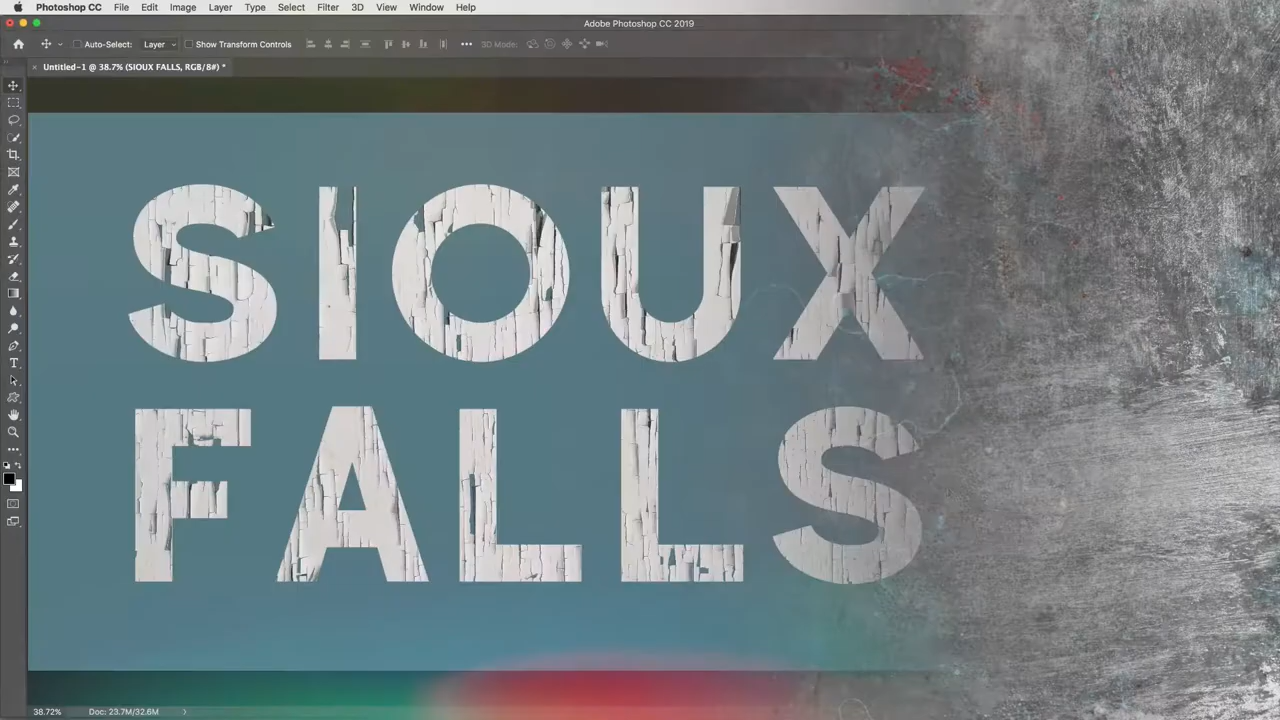 Photoshop CC File Edit Image Layer Type Select Filter 3D View Window Help
Adobe Photoshop CC 2019
Auto-Select: Layer Show Transform Controls 3D Mode:
Untitled-1 @ 38.7% (SIOUX FALLS, RGB/8#) *
SIOUX
FALLS
38.72% Doc: 23.7M/32.6M